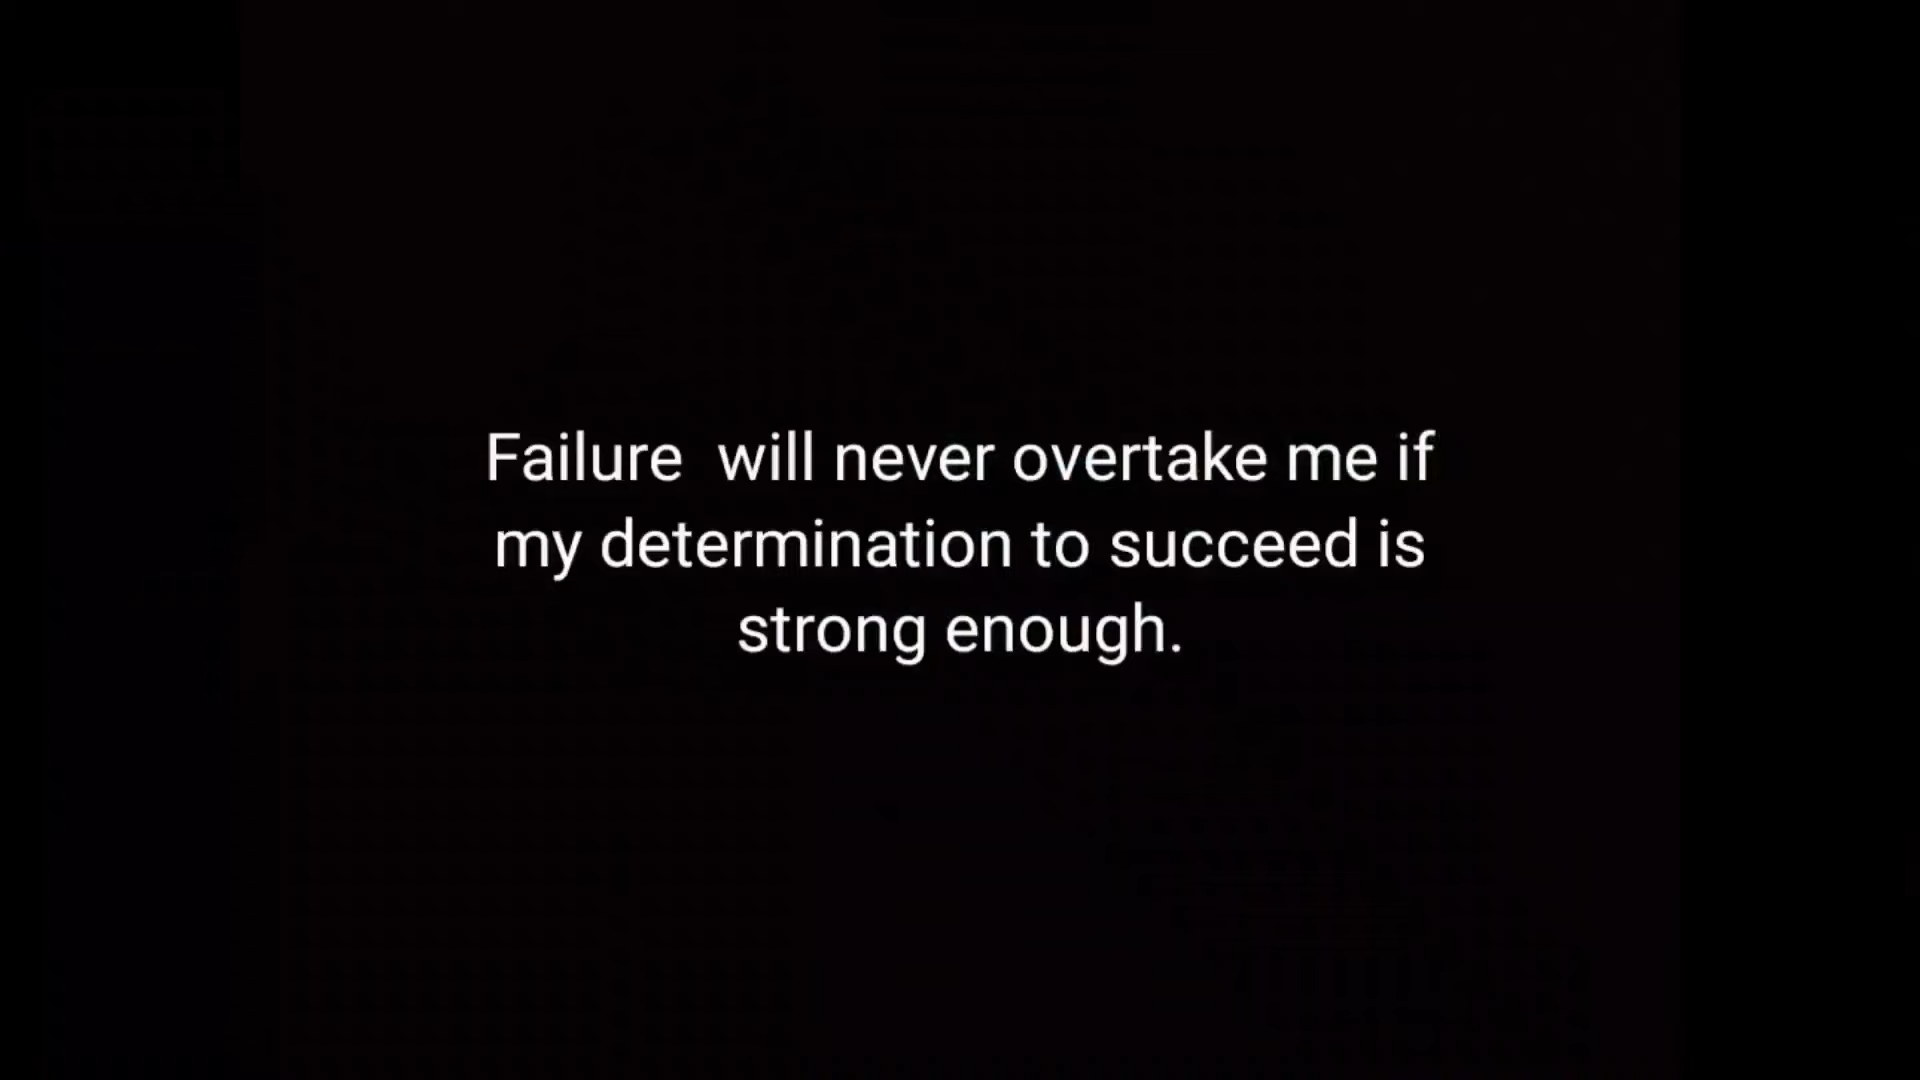 Failure  will never overtake me if
my determination to succeed is
strong enough.